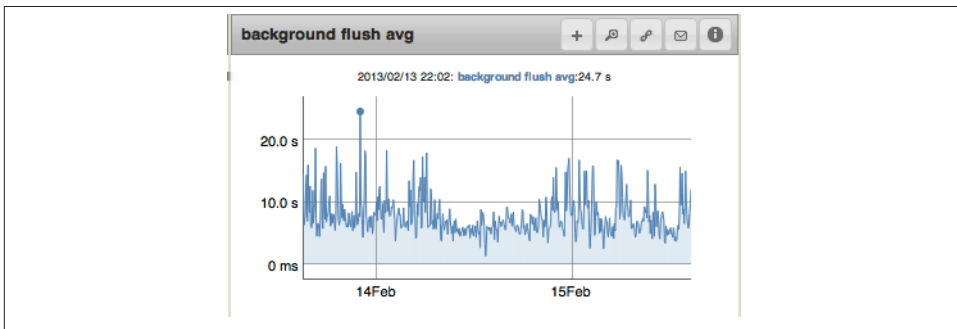 background flush avg
2013/02/13 22:02: background flush avg:24.7 s
20.0 s
10.0 s
0 ms
14Feb
15Feb